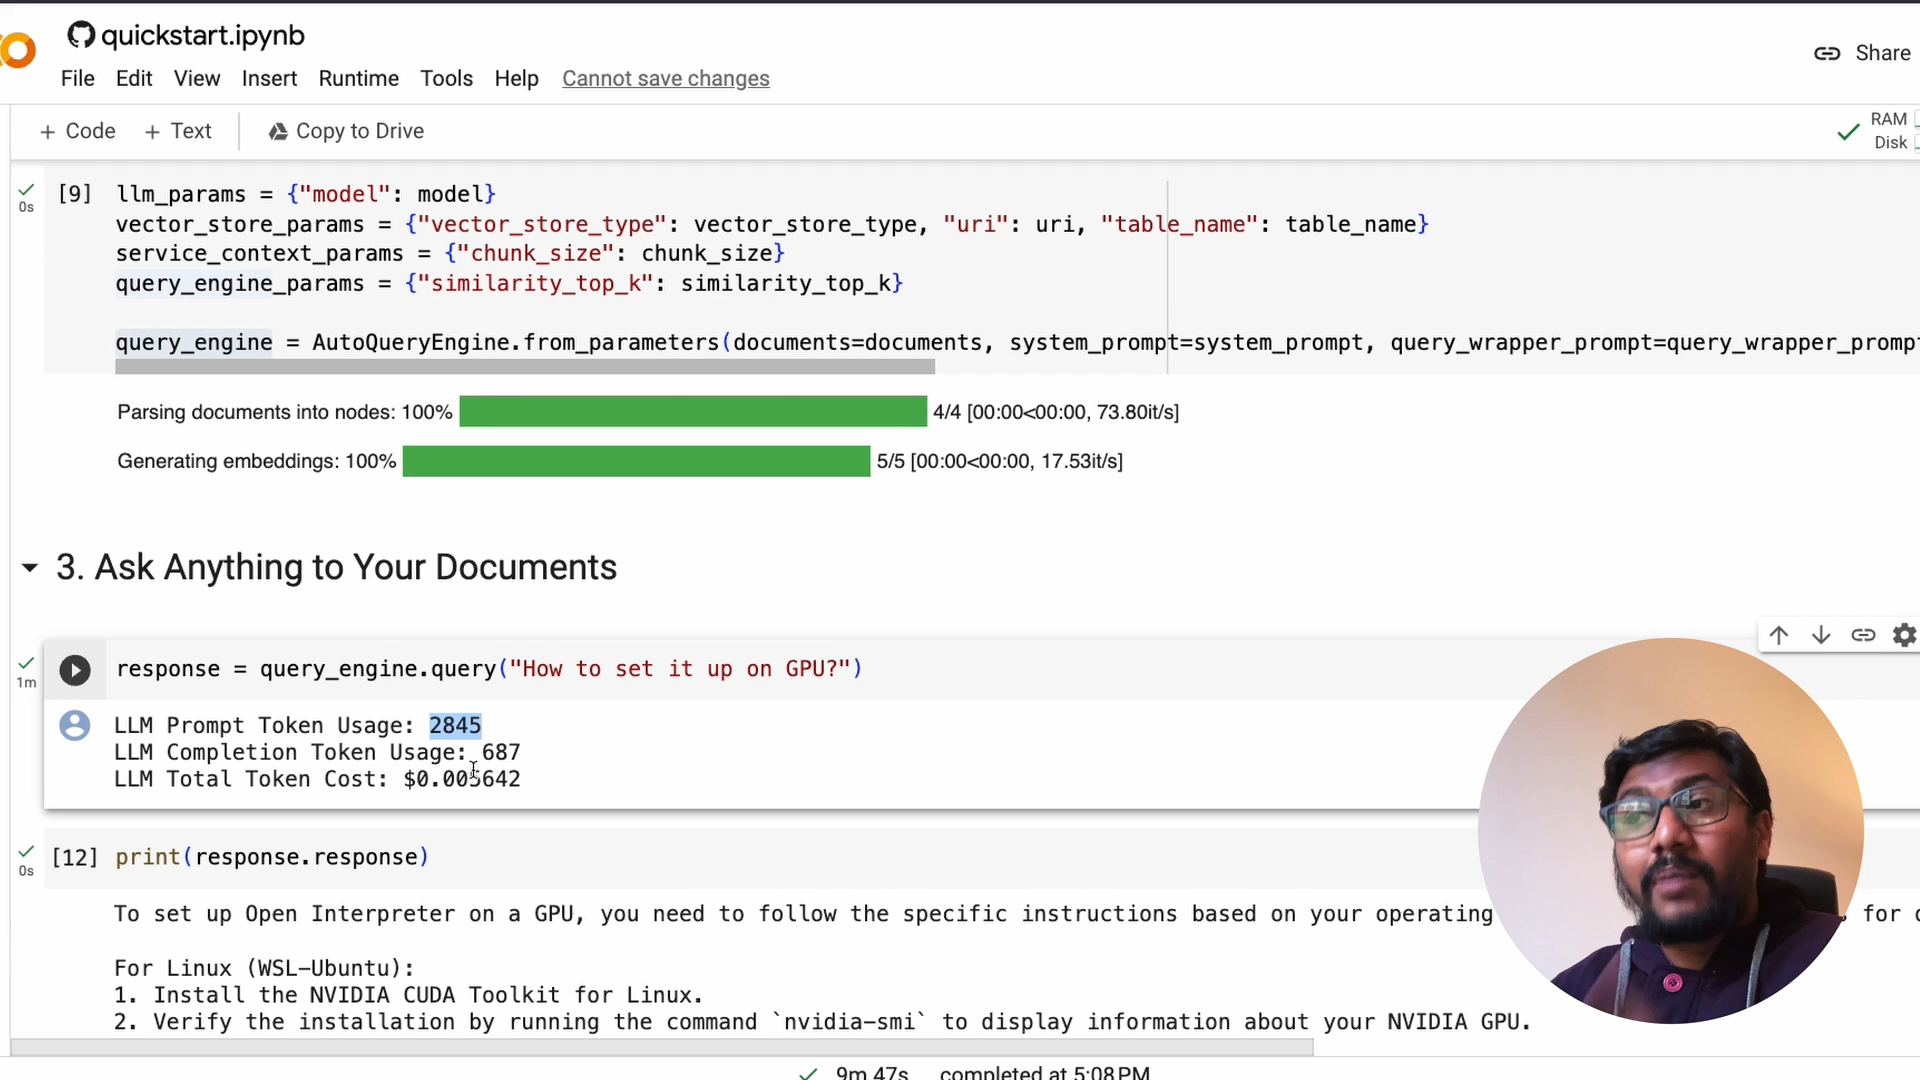 quickstart.ipynb
Share
File Edit View Insert Runtime Tools Help Cannot save changes
+ Code + Text Copy to Drive
RAM
Disk
0s
[9] llm_params = {"model": model}
vector_store_params = {"vector_store_type": vector_store_type, "uri": uri, "table_name": table_name}
service_context_params = {"chunk_size": chunk_size}
query_engine_params = {"similarity_top_k": similarity_top_k}
query_engine = AutoQueryEngine.from_parameters(documents=documents, system_prompt=system_prompt, query_wrapper_prompt=query_wrapper_prompt
Parsing documents into nodes: 100% 4/4 [00:00<00:00, 73.80it/s]
Generating embeddings: 100% 5/5 [00:00<00:00, 17.53it/s]
3. Ask Anything to Your Documents
1m
response = query_engine.query("How to set it up on GPU?")
LLM Prompt Token Usage: 2845
LLM Completion Token Usage: 687
LLM Total Token Cost: $0.005642
0s
[12] print(response.response)
To set up Open Interpreter on a GPU, you need to follow the specific instructions based on your operating for
For Linux (WSL-Ubuntu):
1. Install the NVIDIA CUDA Toolkit for Linux.
2. Verify the installation by running the command `nvidia-smi` to display information about your NVIDIA GPU.
9m 47s completed at 5:08 PM